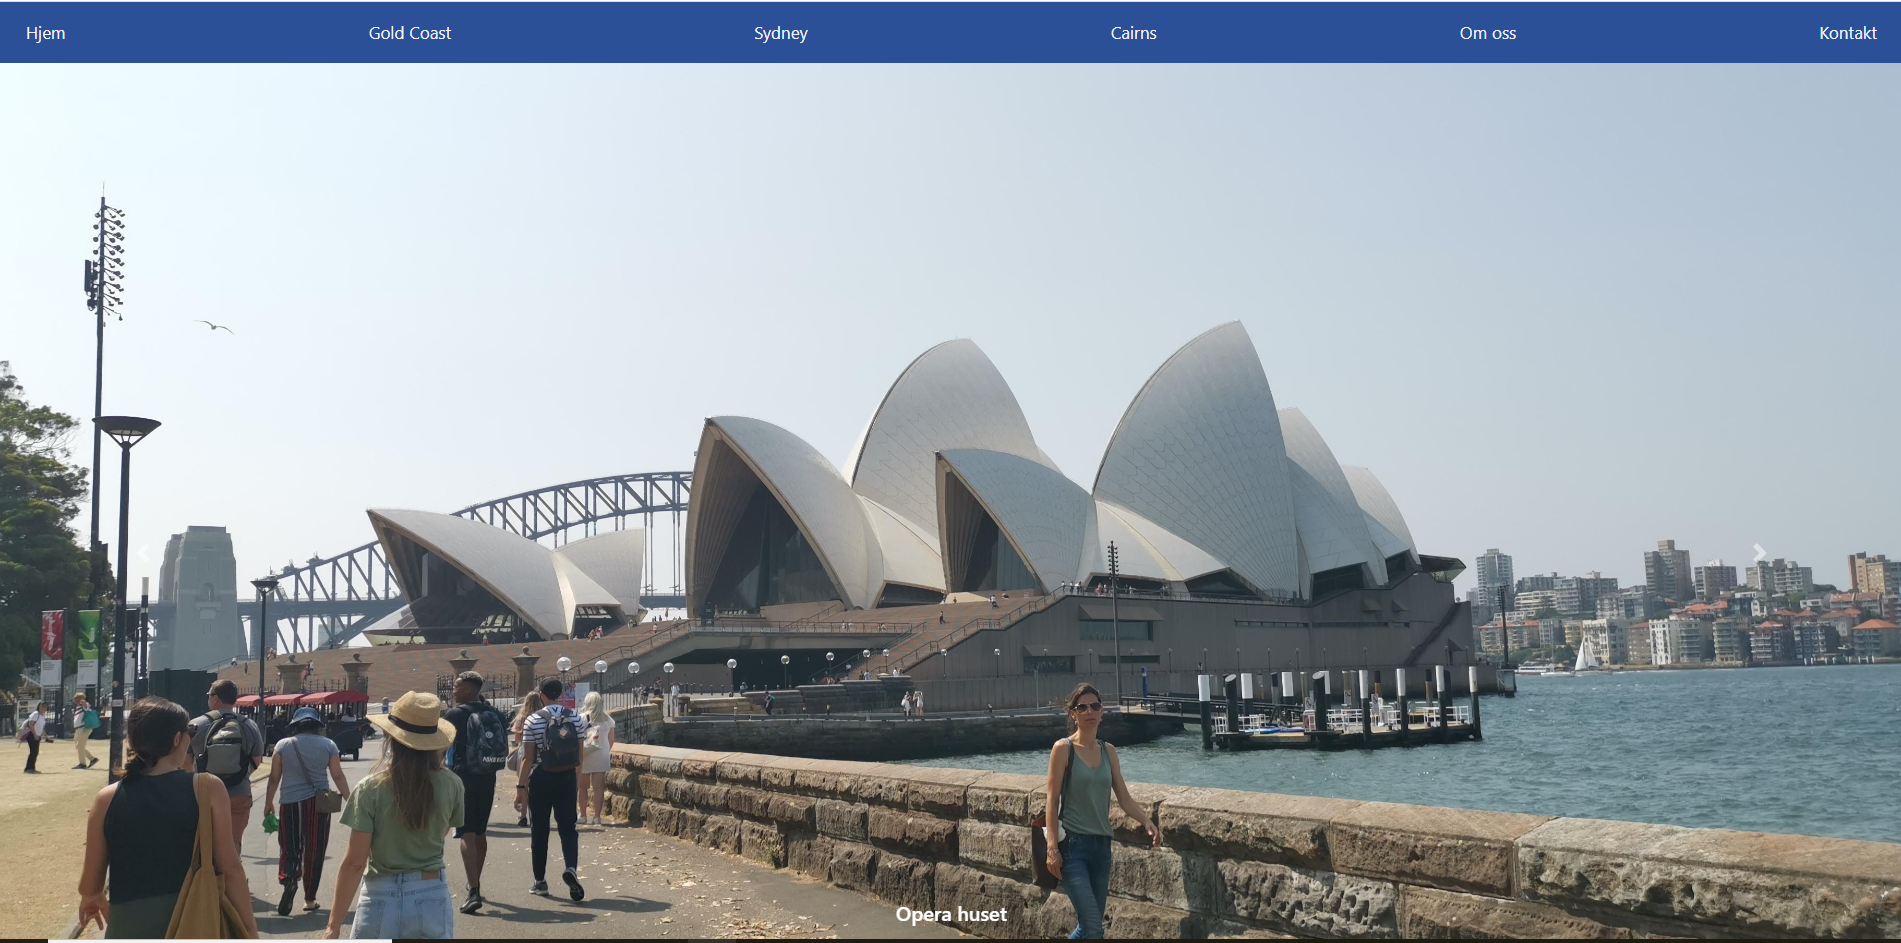 Hjem
Gold Coast
Sydney
Cairns
Om oss
Kontakt
Opera huset